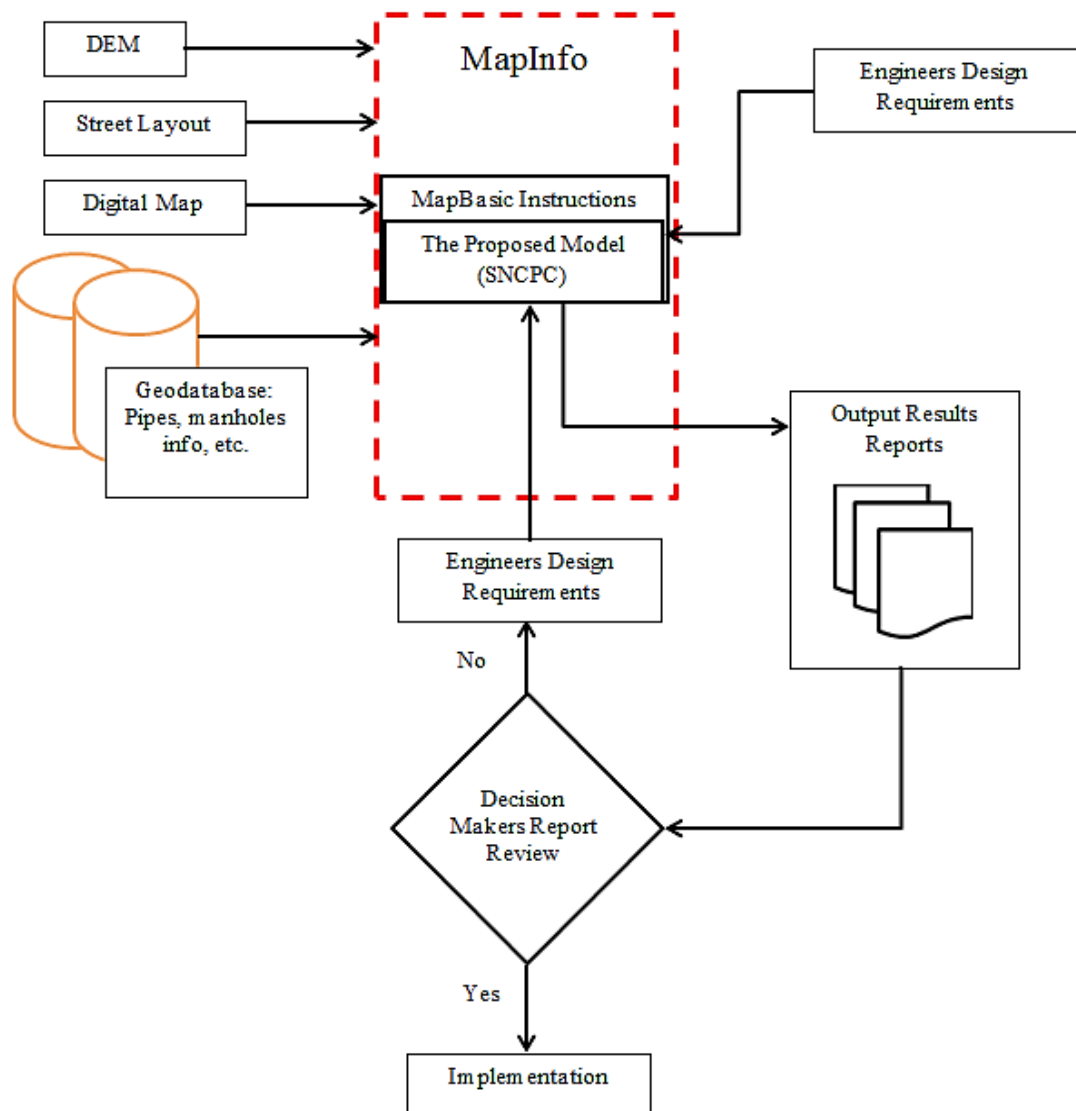 DEM
MapInfo
Engineers Design
Requirements
Street Layout
Digital Map
MapBasic Instructions
The Proposed Model
(SNCPC)
Geodatabase:
Pipes, manholes
info, etc.
Output Results
Reports
Engineers Design
Requirements
No
Decision
Makers Report
Review
Yes
Implementation